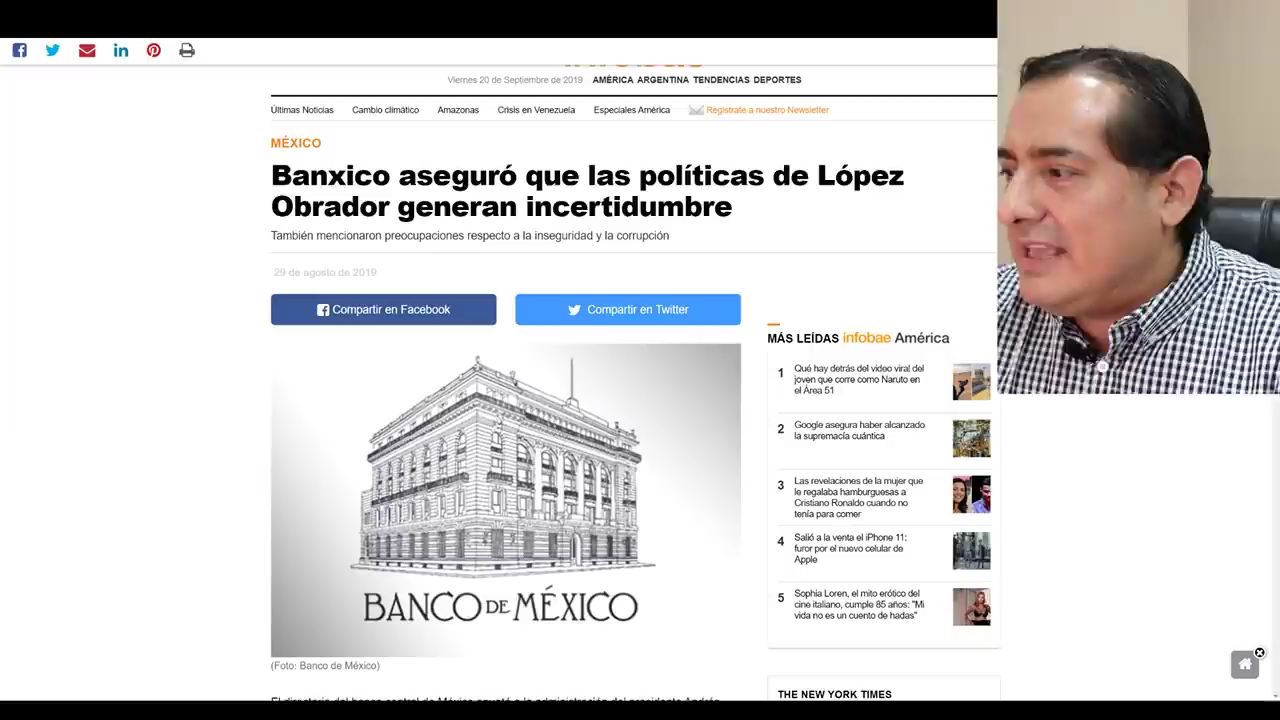 Viernes 20 de Septiembre de 2019 AMÉRICA ARGENTINA TENDENCIAS DEPORTES
Últimas Noticias Cambio climático Amazonas Crisis en Venezuela Especiales América Registrate a nuestro Newsletter
MÉXICO
Banxico aseguró que las políticas de López
Obrador generan incertidumbre
También mencionaron preocupaciones respecto a la inseguridad y la corrupción
29 de agosto de 2019
Compartir en Facebook
Compartir en Twitter
BANCO DE MÉXICO
(Foto: Banco de México)
MÁS LEÍDAS infobae América
1 Qué hay detrás del video viral del
joven que corre como Naruto en
el Área 51
2 Google asegura haber alcanzado
la supremacía cuántica
3 Las revelaciones de la mujer que
le regalaba hamburguesas a
Cristiano Ronaldo cuando no
tenía para comer
4 Salió a la venta el iPhone 11:
furor por el nuevo celular de
Apple
5 Sophia Loren, el mito erótico del
cine italiano, cumple 85 años: "Mi
vida no es un cuento de hadas"
THE NEW YORK TIMES